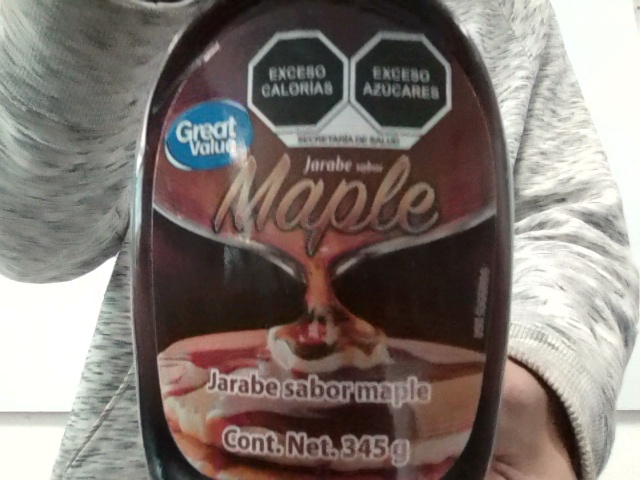 EXCESO
CALORÍAS
EXCESO
AZÚCARES
SECRETARÍA DE SALUD
Great
Value
Jarabe sabor
Maple
Jarabe sabor maple
Cont. Net. 345 g